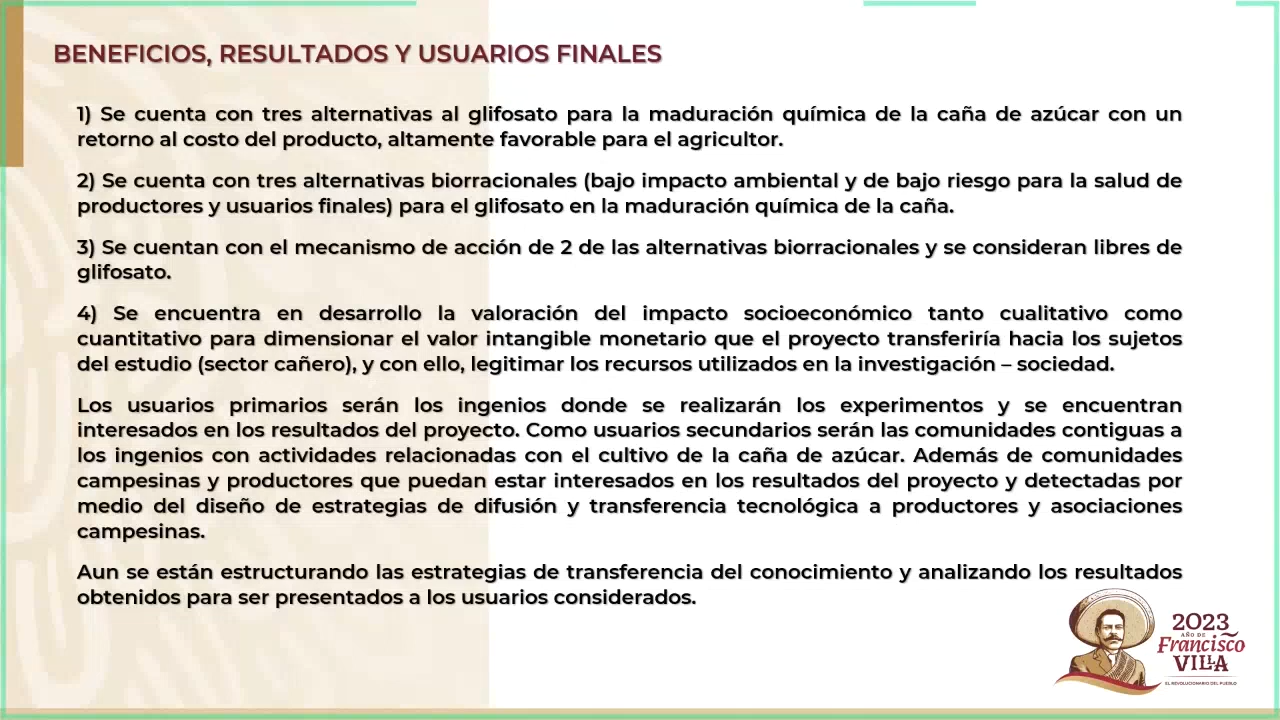 BENEFICIOS, RESULTADOS Y USUARIOS FINALES
1) Se cuenta con tres alternativas al glifosato para la maduración química de la caña de azúcar con un
retorno al costo del producto, altamente favorable para el agricultor.
2) Se cuenta con tres alternativas biorracionales (bajo impacto ambiental y de bajo riesgo para la salud de
productores y usuarios finales) para el glifosato en la maduración química de la caña.
3) Se cuentan con el mecanismo de acción de 2 de las alternativas biorracionales y se consideran libres de
glifosato.
4) Se encuentra en desarrollo la valoración del impacto socioeconómico tanto cualitativo como
cuantitativo para dimensionar el valor intangible monetario que el proyecto transferiría hacia los sujetos
del estudio (sector cañero), y con ello, legitimar los recursos utilizados en la investigación – sociedad.
Los usuarios primarios serán los ingenios donde se realizarán los experimentos y se encuentran
interesados en los resultados del proyecto. Como usuarios secundarios serán las comunidades contiguas a
los ingenios con actividades relacionadas con el cultivo de la caña de azúcar. Además de comunidades
campesinas y productores que puedan estar interesados en los resultados del proyecto y detectadas por
medio del diseño de estrategias de difusión y transferencia tecnológica a productores y asociaciones
campesinas.
Aun se están estructurando las estrategias de transferencia del conocimiento y analizando los resultados
obtenidos para ser presentados a los usuarios considerados.
2023
AÑO DE
Francisco
VILLA
EL REVOLUCIONARIO DEL PUEBLO